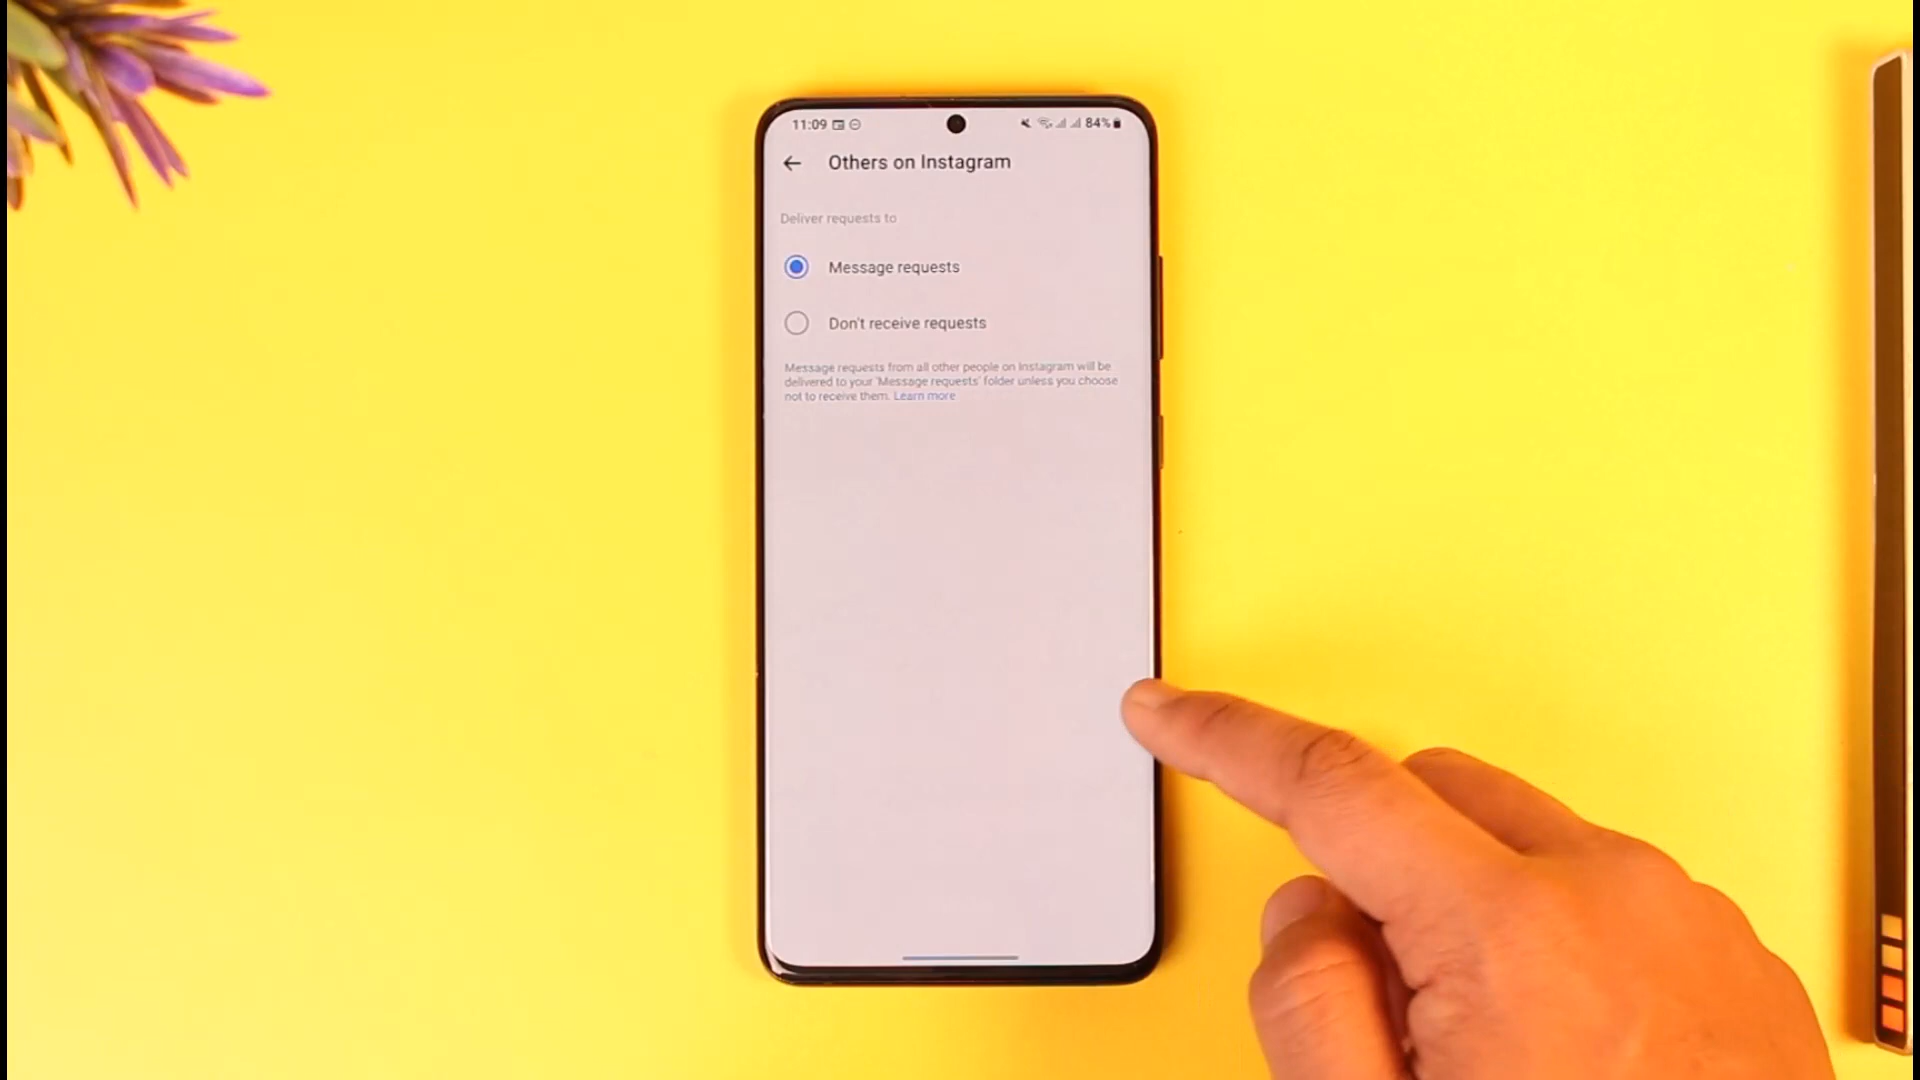 11:09 84%
Others on Instagram
Deliver requests to
Message requests
Don't receive requests
Message requests from all other people on Instagram will be
delivered to your 'Message requests' folder unless you choose
not to receive them. Learn more